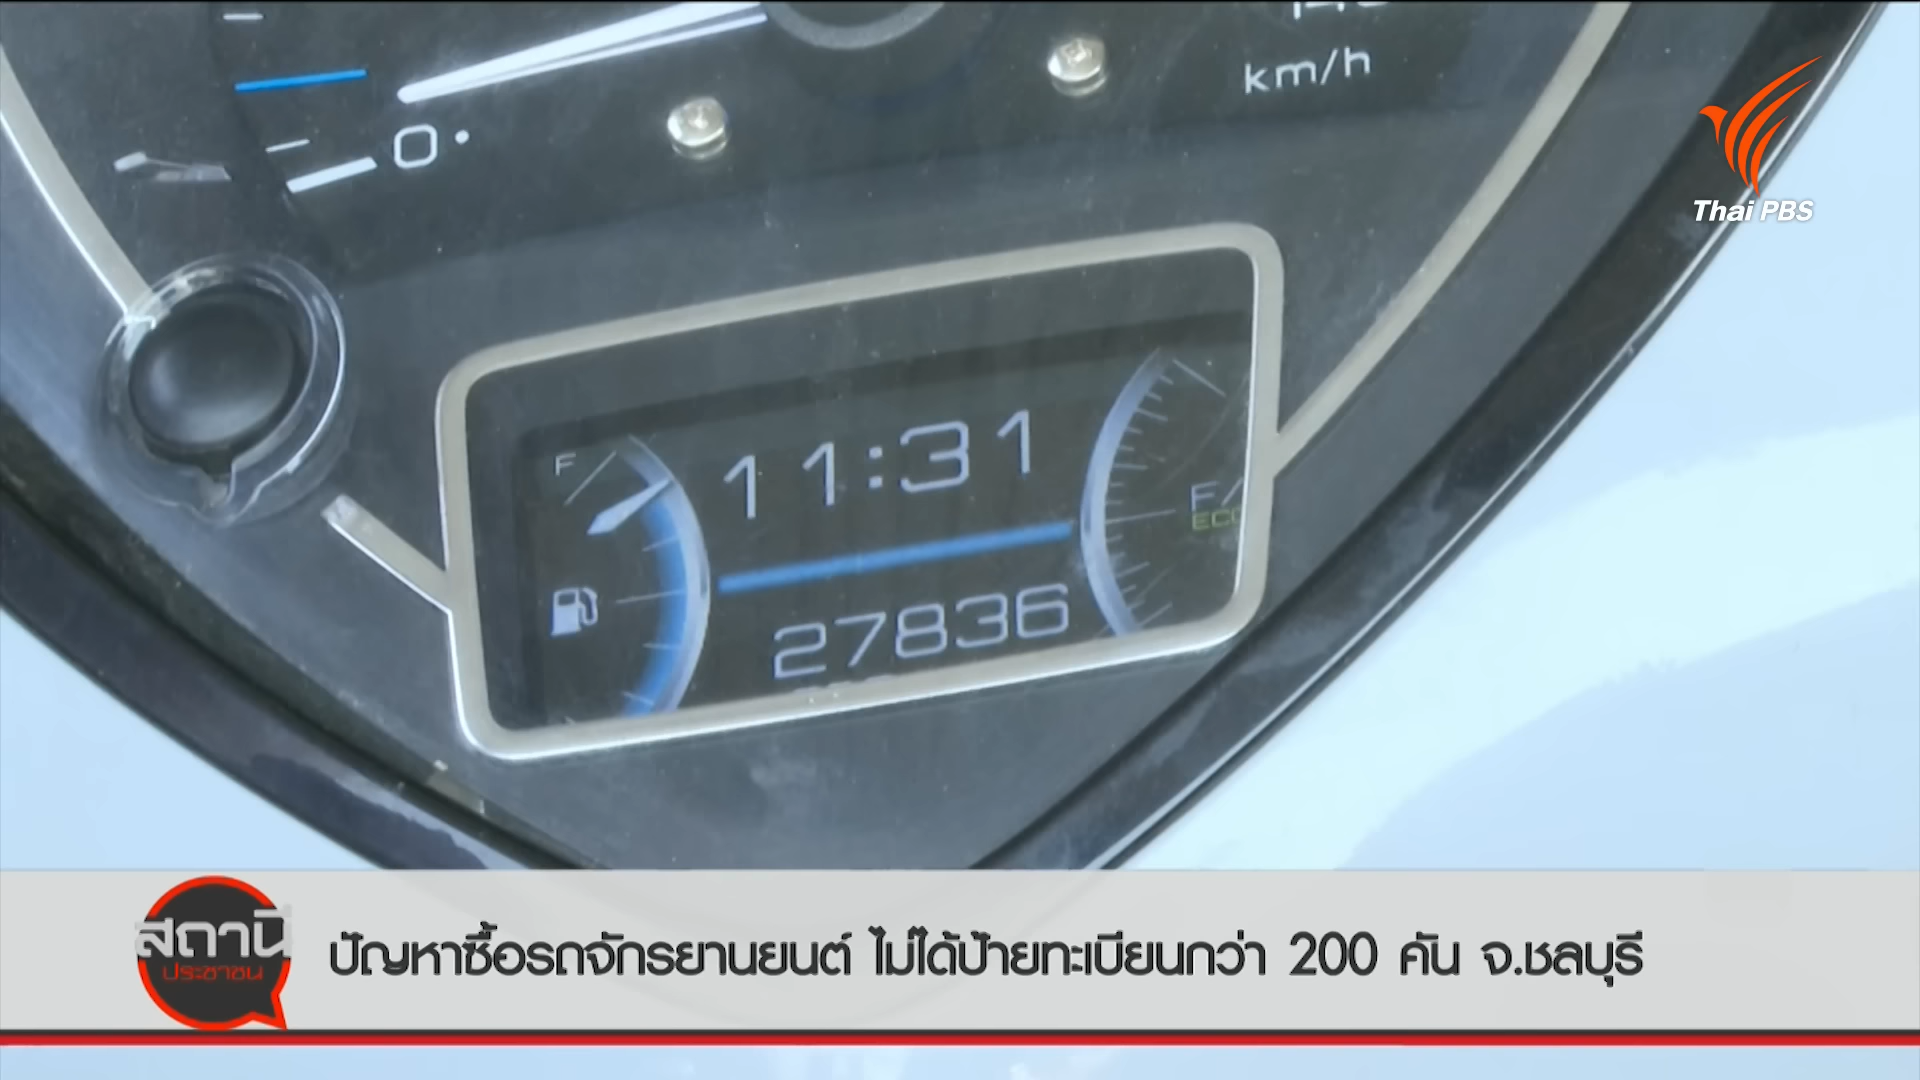 km/h
0
Thai PBS
F
11:31
F/
ECO
27836
สถานี
ประชาชน
ปัญหาซื้อรถจักรยานยนต์ ไม่ได้ป้ายทะเบียนกว่า 200 คัน จ.ชลบุรี